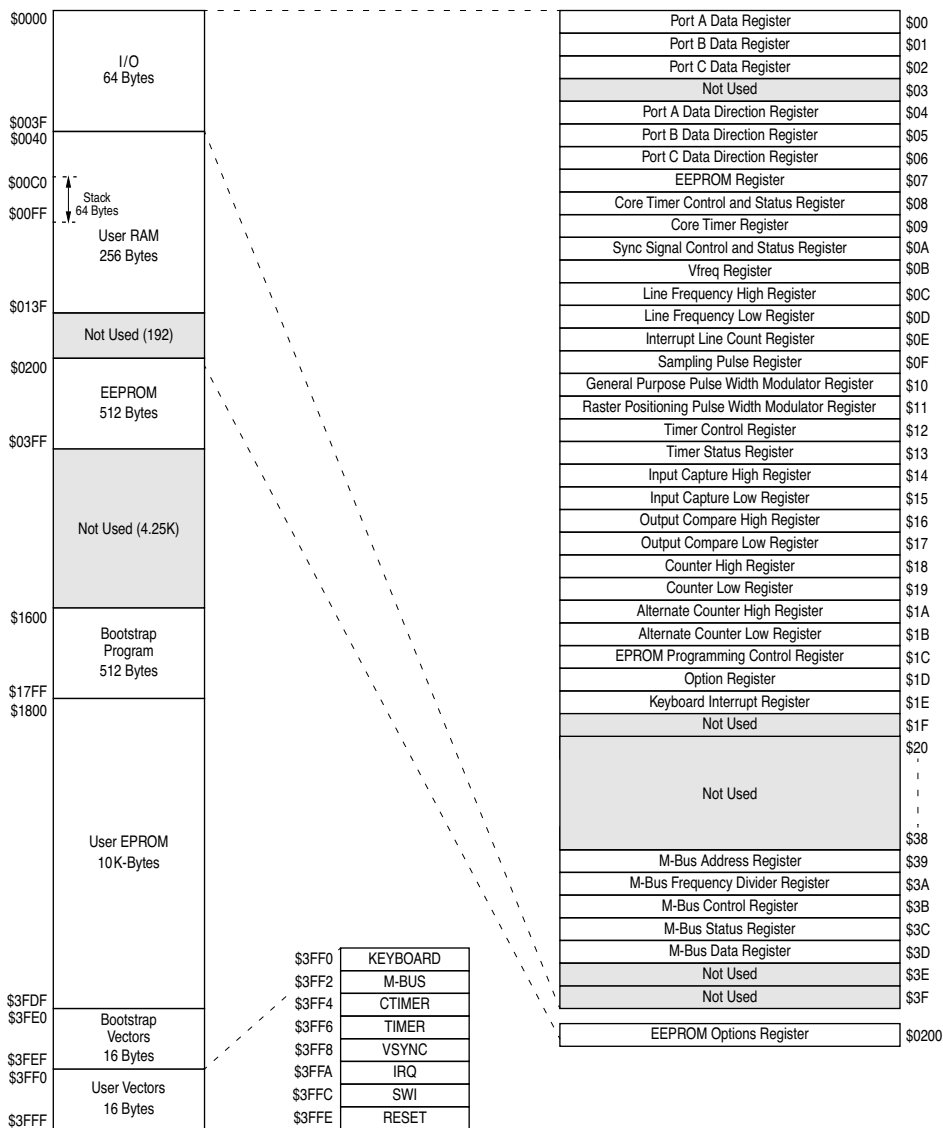 $0000
I/O
64 Bytes
$003F
$0040
$00C0
Stack
64 Bytes
$00FF
User RAM
256 Bytes
$013F
Not Used (192)
$0200
EEPROM
512 Bytes
$03FF
Not Used (4.25K)
$1600
Bootstrap
Program
512 Bytes
$17FF
$1800
User EPROM
10K-Bytes
$3FDF
$3FE0
Bootstrap
Vectors
16 Bytes
$3FEF
$3FF0
User Vectors
16 Bytes
$3FFF
$3FF0 KEYBOARD
$3FF2 M-BUS
$3FF4 CTIMER
$3FF6 TIMER
$3FF8 VSYNC
$3FFA IRQ
$3FFC SWI
$3FFE RESET
Port A Data Register $00
Port B Data Register $01
Port C Data Register $02
Not Used $03
Port A Data Direction Register $04
Port B Data Direction Register $05
Port C Data Direction Register $06
EEPROM Register $07
Core Timer Control and Status Register $08
Core Timer Register $09
Sync Signal Control and Status Register $0A
Vfreq Register $0B
Line Frequency High Register $0C
Line Frequency Low Register $0D
Interrupt Line Count Register $0E
Sampling Pulse Register $0F
General Purpose Pulse Width Modulator Register $10
Raster Positioning Pulse Width Modulator Register $11
Timer Control Register $12
Timer Status Register $13
Input Capture High Register $14
Input Capture Low Register $15
Output Compare High Register $16
Output Compare Low Register $17
Counter High Register $18
Counter Low Register $19
Alternate Counter High Register $1A
Alternate Counter Low Register $1B
EPROM Programming Control Register $1C
Option Register $1D
Keyboard Interrupt Register $1E
Not Used $1F
$20
Not Used
$38
M-Bus Address Register $39
M-Bus Frequency Divider Register $3A
M-Bus Control Register $3B
M-Bus Status Register $3C
M-Bus Data Register $3D
Not Used $3E
Not Used $3F
EEPROM Options Register $0200